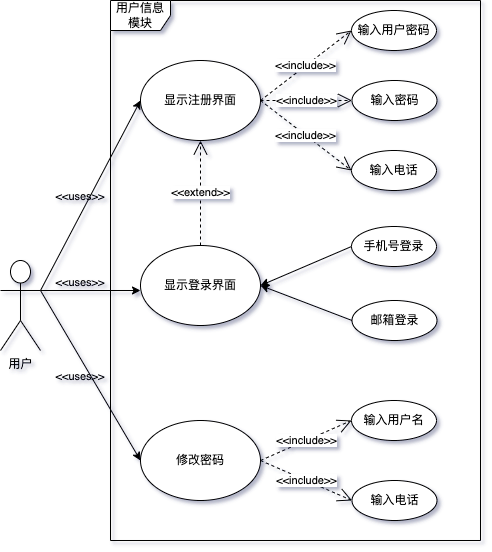 用户信息
模块
输入用户密码
<<include>>
显示注册界面
<<include>>
输入密码
<<include>>
输入电话
<<uses>>
<<extend>>
手机号登录
<<uses>>
显示登录界面
邮箱登录
用户
<<uses>>
输入用户名
<<include>>
修改密码
<<include>>
输入电话